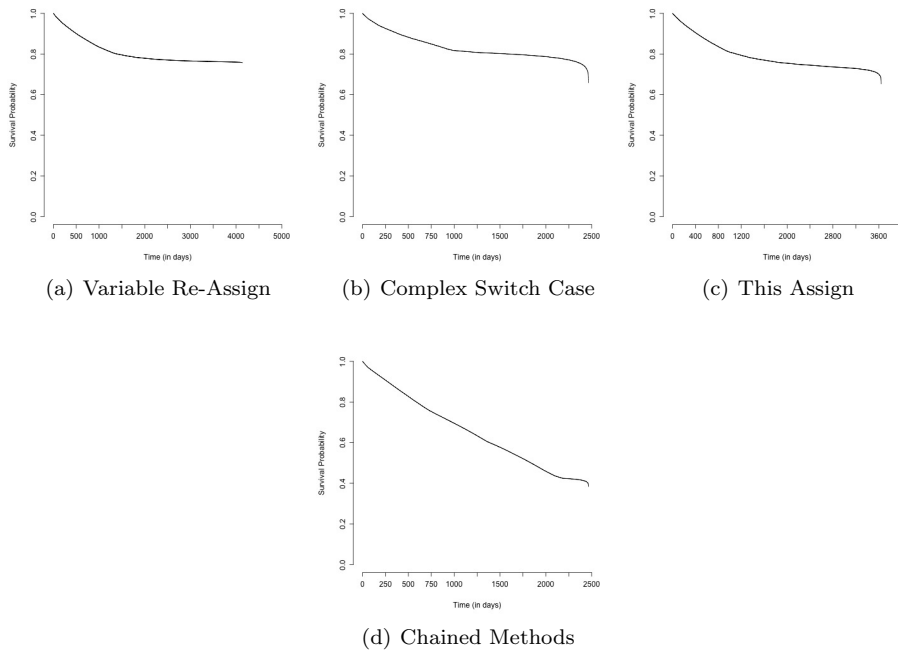 1.0
0.8
0.6
0.4
0.2
0.0
Survival Probability
0 500 1000 2000 3000 4000 5000
Time (in days)
(a) Variable Re-Assign
1.0
0.8
0.6
0.4
0.2
0.0
Survival Probability
0 250 500 750 1000 1500 2000 2500
Time (in days)
(b) Complex Switch Case
1.0
0.8
0.6
0.4
0.2
0.0
Survival Probability
0 400 800 1200 2000 2800 3600
Time (in days)
(c) This Assign
1.0
0.8
0.6
0.4
0.2
0.0
Survival Probability
0 250 500 750 1000 1500 2000 2500
Time (in days)
(d) Chained Methods